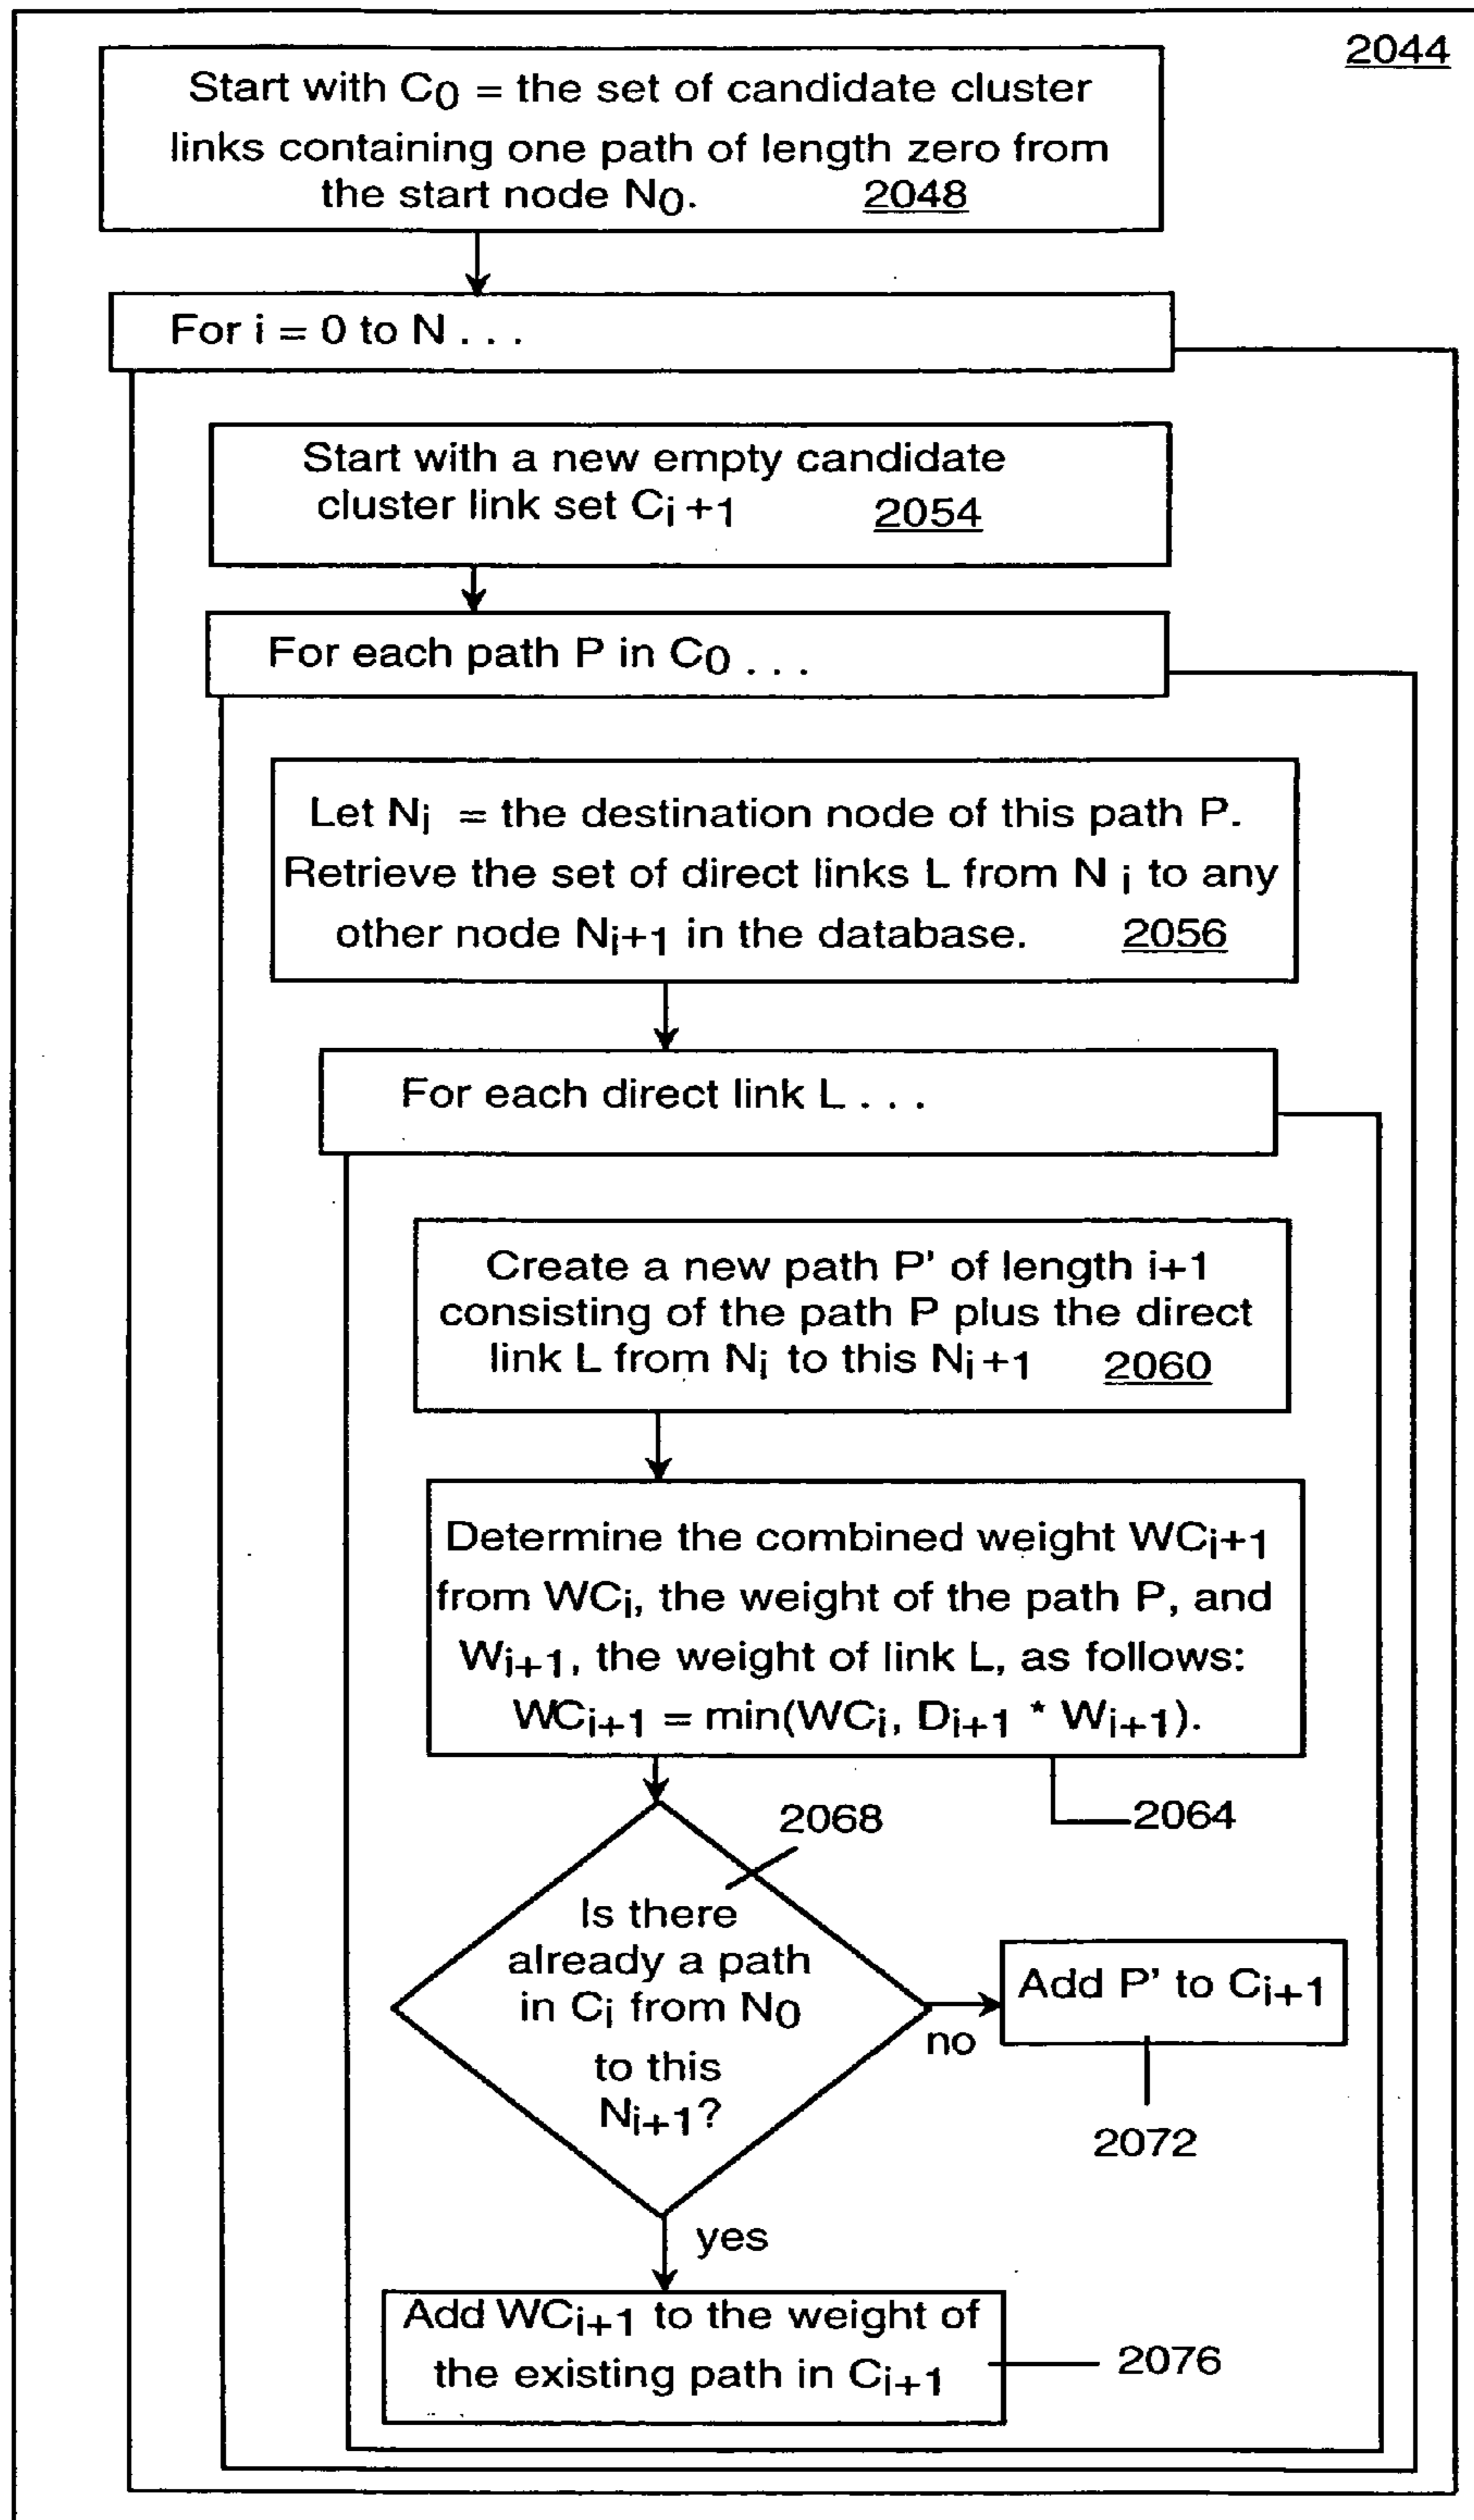 2044
Start with C0 = the set of candidate cluster
links containing one path of length zero from
the start node N0. 2048
For i = 0 to N . . .
Start with a new empty candidate
cluster link set Ci+1 2054
For each path P in C0 . . .
Let Ni = the destination node of this path P.
Retrieve the set of direct links L from Ni to any
other node Ni+1 in the database. 2056
For each direct link L . . .
Create a new path P' of length i+1
consisting of the path P plus the direct
link L from Ni to this Ni+1 2060
Determine the combined weight WCi+1
from WCi, the weight of the path P, and
Wi+1, the weight of link L, as follows:
WCi+1 = min(WCi, Di+1 * Wi+1).
2064
2068
Is there
already a path
in Ci from N0
to this
Ni+1?
no
Add P' to Ci+1
2072
yes
Add WCi+1 to the weight of
the existing path in Ci+1
2076